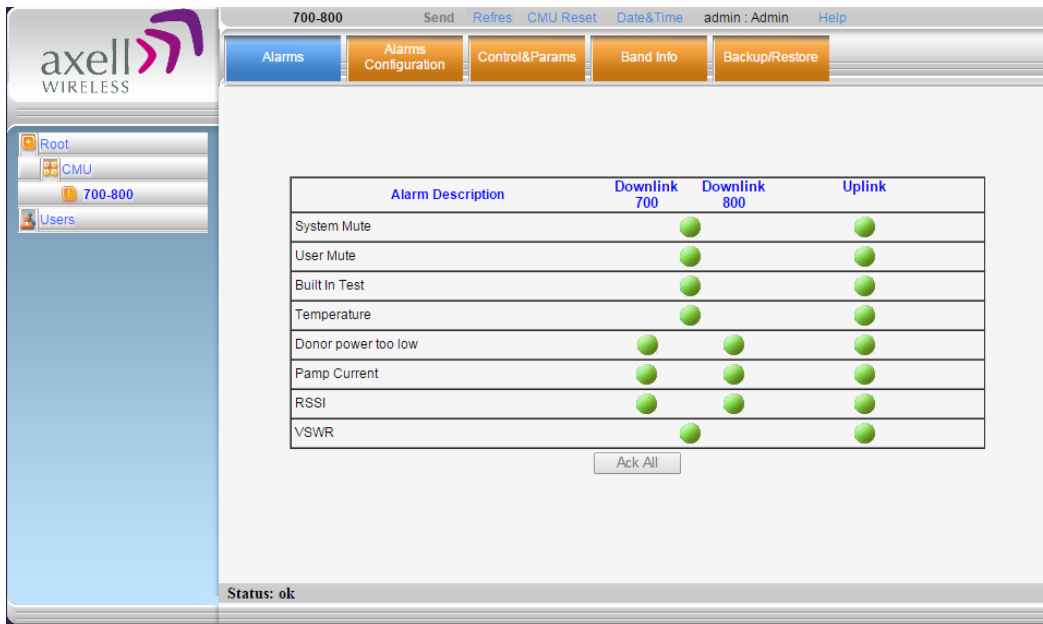 axell
WIRELESS
700-800 Send Refres CMU Reset Date&Time admin : Admin Help
Alarms
Alarms
Configuration
Control&Params
Band Info
Backup/Restore
Root
CMU
700-800
Users
Alarm Description
Downlink
700
Downlink
800
Uplink
System Mute
User Mute
Built In Test
Temperature
Donor power too low
Pamp Current
RSSI
VSWR
Ack All
Status: ok